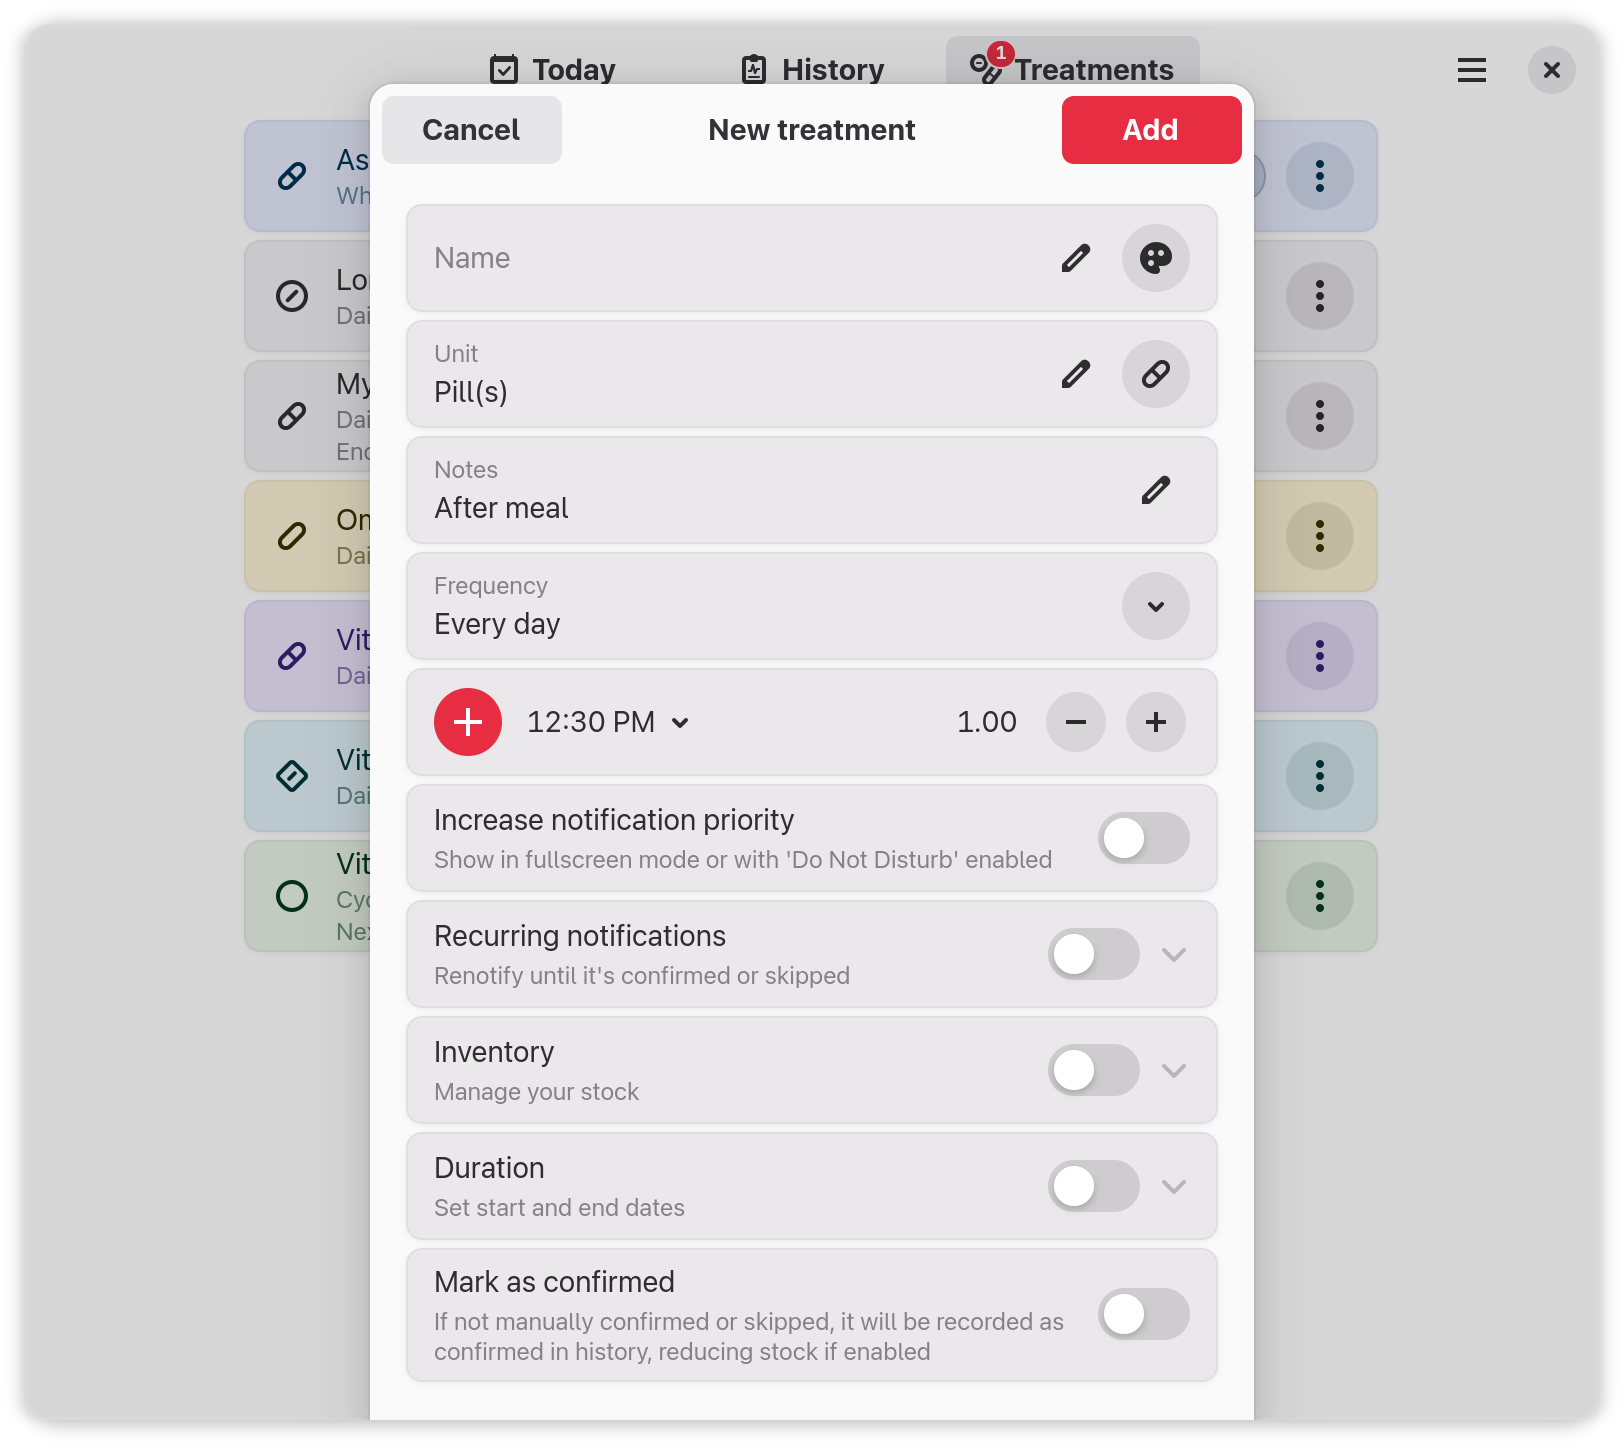 Today
History
1
Treatments
Cancel
New treatment
Add
Name
Unit
Pill(s)
Notes
After meal
Frequency
Every day
12:30 PM
1.00
Increase notification priority
Show in fullscreen mode or with 'Do Not Disturb' enabled
Recurring notifications
Renotify until it's confirmed or skipped
Inventory
Manage your stock
Duration
Set start and end dates
Mark as confirmed
If not manually confirmed or skipped, it will be recorded as
confirmed in history, reducing stock if enabled
As
Wh
Lo
Dai
My
Dai
End
Dai
Vit
Dai
Vit
Dai
Vit
Cyc
Nex